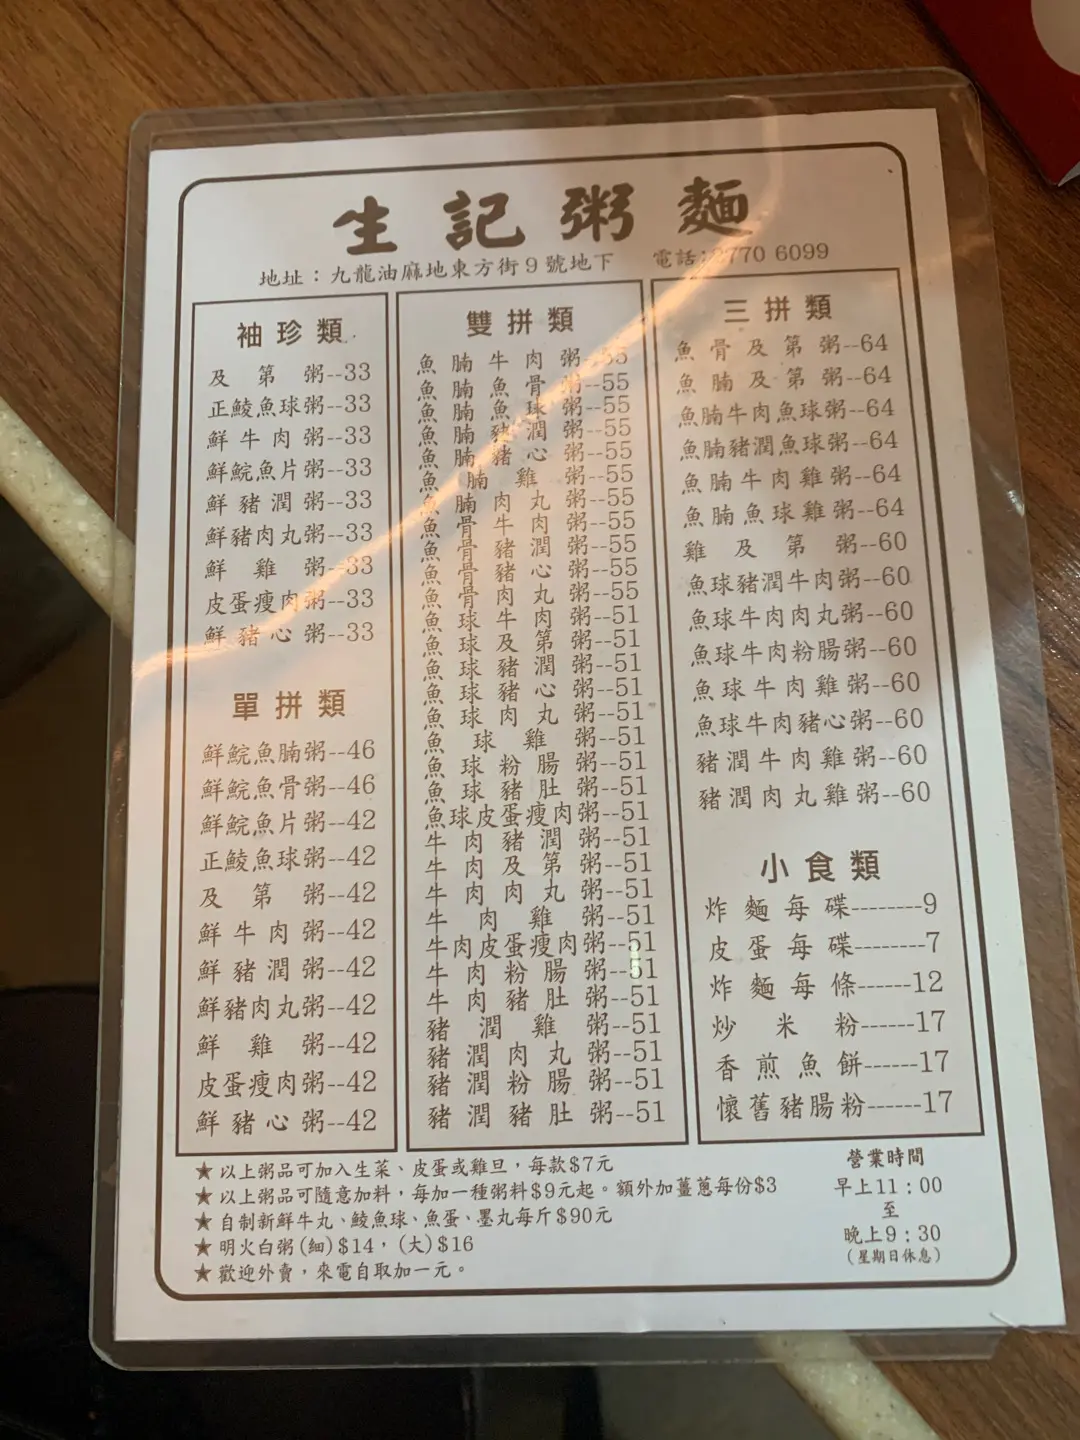 生記粥麵
地址：九龍油麻地東方街9號地下 電話：2770 6099
袖珍類
及第粥--33
正鯪魚球粥--33
鮮牛肉粥--33
鮮鯇魚片粥--33
鮮豬潤粥--33
鮮豬肉丸粥--33
鮮雞粥--33
皮蛋瘦肉粥--33
鮮豬心粥--33
單拼類
鮮鯇魚腩粥--46
鮮鯇魚骨粥--46
鮮鯇魚片粥--42
正鯪魚球粥--42
及第粥--42
鮮牛肉粥--42
鮮豬潤粥--42
鮮豬肉丸粥--42
鮮雞粥--42
皮蛋瘦肉粥--42
鮮豬心粥--42
雙拼類
魚腩牛肉粥--55
魚腩魚骨粥--55
魚腩魚球粥--55
魚腩豬潤粥--55
魚腩豬心粥--55
魚腩雞粥--55
魚腩肉丸粥--55
魚骨牛肉粥--55
魚骨豬潤粥--55
魚骨豬心粥--55
魚骨肉丸粥--55
魚球牛肉粥--51
魚球及第粥--51
魚球豬潤粥--51
魚球豬心粥--51
魚球肉丸粥--51
魚球雞粥--51
魚球粉腸粥--51
魚球豬肚粥--51
魚球皮蛋瘦肉粥--51
牛肉豬潤粥--51
牛肉及第粥--51
牛肉肉丸粥--51
牛肉雞粥--51
牛肉皮蛋瘦肉粥--51
牛肉粉腸粥--51
牛肉豬肚粥--51
豬潤雞粥--51
豬潤肉丸粥--51
豬潤粉腸粥--51
豬潤豬肚粥--51
三拼類
魚骨及第粥--64
魚腩及第粥--64
魚腩牛肉魚球粥--64
魚腩豬潤魚球粥--64
魚腩牛肉雞粥--64
魚腩魚球雞粥--64
雞及第粥--60
魚球豬潤牛肉粥--60
魚球牛肉肉丸粥--60
魚球牛肉粉腸粥--60
魚球牛肉雞粥--60
魚球牛肉豬心粥--60
豬潤牛肉雞粥--60
豬潤肉丸雞粥--60
小食類
炸麵每碟--------9
皮蛋每碟--------7
炸麵每條------12
炒米粉------17
香煎魚餅------17
懷舊豬腸粉------17
★以上粥品可加入生菜、皮蛋或雞旦，每款$7元
★以上粥品可隨意加料，每加一種粥料$9元起。額外加薑蔥每份$3
★自制新鮮牛丸、鯪魚球、魚蛋、墨丸每斤$90元
★明火白粥(細)$14，(大)$16
★歡迎外賣，來電自取加一元。
營業時間
早上11：00
至
晚上9：30
(星期日休息)